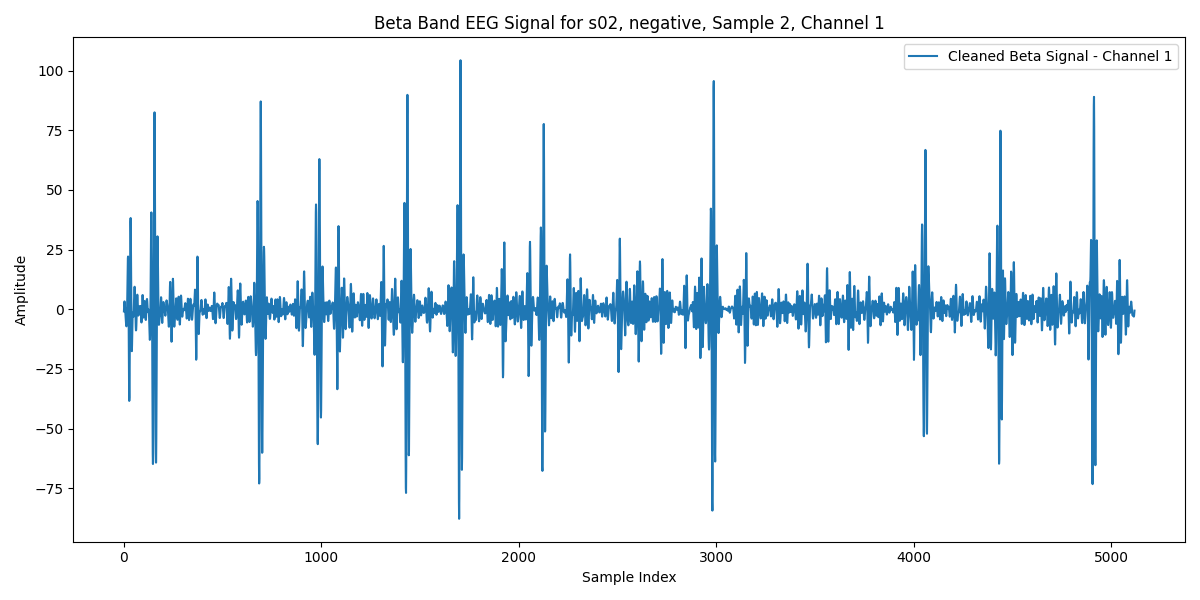 Beta Band EEG Signal for s02, negative, Sample 2, Channel 1
Cleaned Beta Signal - Channel 1
Amplitude
100
75
50
25
0
−25
−50
−75
0 1000 2000 3000 4000 5000
Sample Index